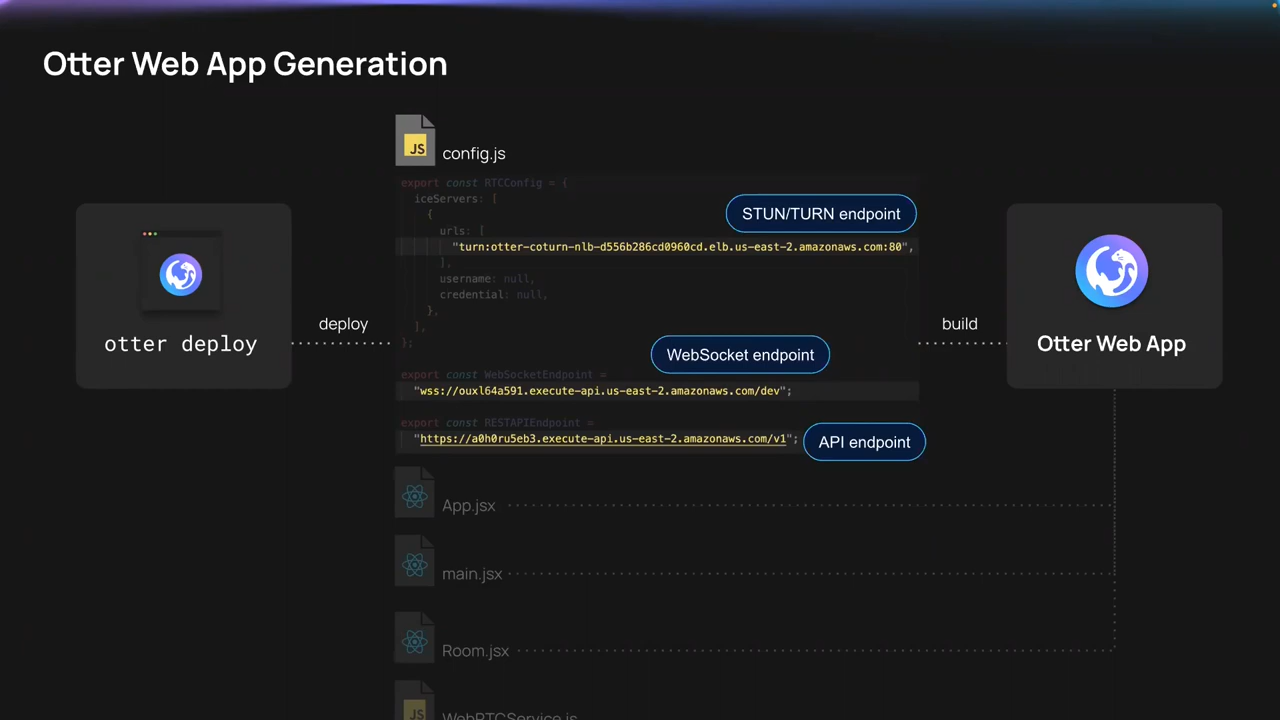 Otter Web App Generation
JS
config.js
export const RTCConfig = {
iceServers: [
{
urls: [
"turn:otter-coturn-nlb-d556b286cd0960cd.elb.us-east-2.amazonaws.com:80",
],
username: null,
credential: null,
},
],
};
STUN/TURN endpoint
otter deploy
deploy
WebSocket endpoint
export const WebSocketEndpoint =
"wss://ouxl64a591.execute-api.us-east-2.amazonaws.com/dev";
export const RESTAPIEndpoint =
"https://a0h0ru5eb3.execute-api.us-east-2.amazonaws.com/v1";
API endpoint
build
Otter Web App
App.jsx
main.jsx
Room.jsx
JS
WebRTCService.js